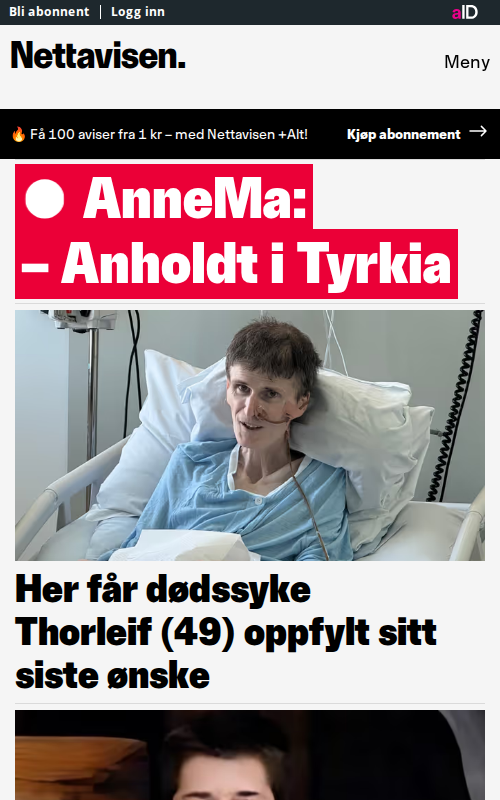 Bli abonnent | Logg inn
aID
Nettavisen.
Meny
🔥 Få 100 aviser fra 1 kr – med Nettavisen +Alt!
Kjøp abonnement →
● AnneMa:
– Anholdt i Tyrkia
Her får dødssyke
Thorleif (49) oppfylt sitt
siste ønske